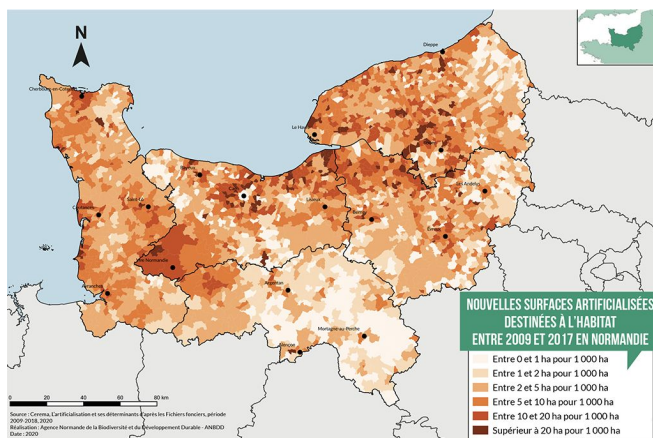 N
Dieppe
Cherbourg-en-Cotentin
Le Ha
Les Andelys
Saint-Lô
Lisieux
Coutances
Vire Normandie
Avranches
Argentan
Mortagne-au-Perche
Alençon
NOUVELLES SURFACES ARTIFICIALISÉES
DESTINÉES À L'HABITAT
ENTRE 2009 ET 2017 EN NORMANDIE
Entre 0 et 1 ha pour 1 000 ha
Entre 1 et 2 ha pour 1 000 ha
Entre 2 et 5 ha pour 1 000 ha
Entre 5 et 10 ha pour 1 000 ha
Entre 10 et 20 ha pour 1 000 ha
Supérieur à 20 ha pour 1 000 ha
0 20 40 60 80 km
Source : Cerema, L'artificialisation et ses déterminants d'après les Fichiers fonciers, période
2009-2018, 2020
Réalisation : Agence Normande de la Biodiversité et du Développement Durable - ANBDD
Date : 2020